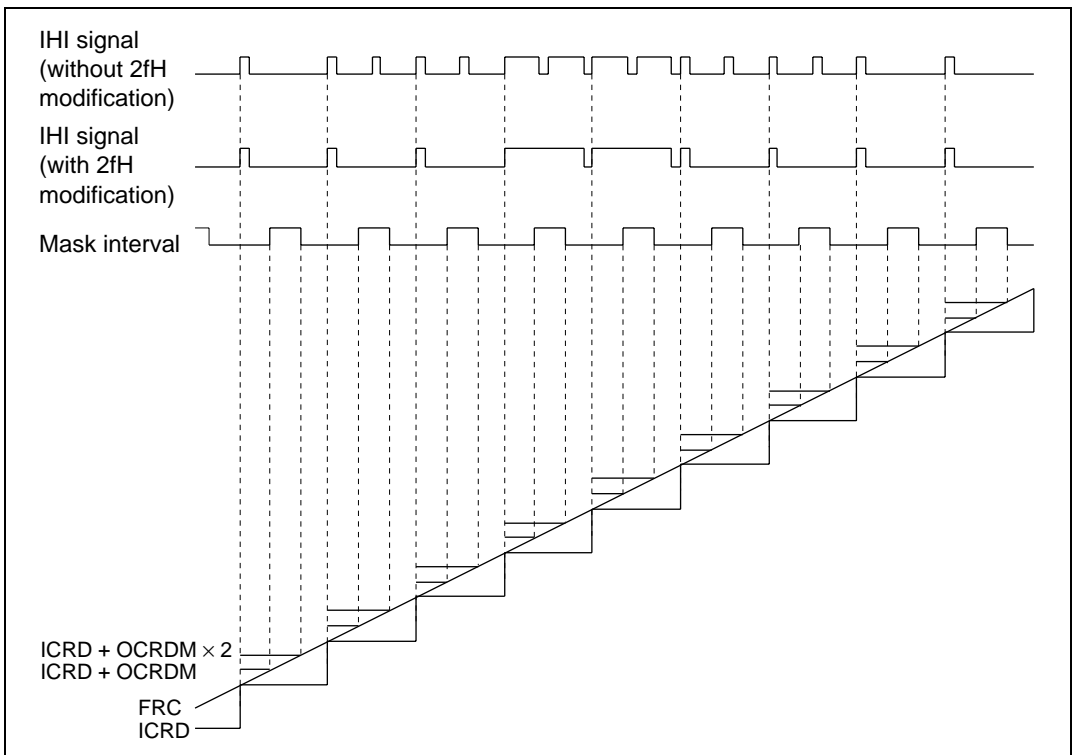 IHI signal
(without 2fH
modification)
IHI signal
(with 2fH
modification)
Mask interval
ICRD + OCRDM × 2
ICRD + OCRDM
FRC
ICRD